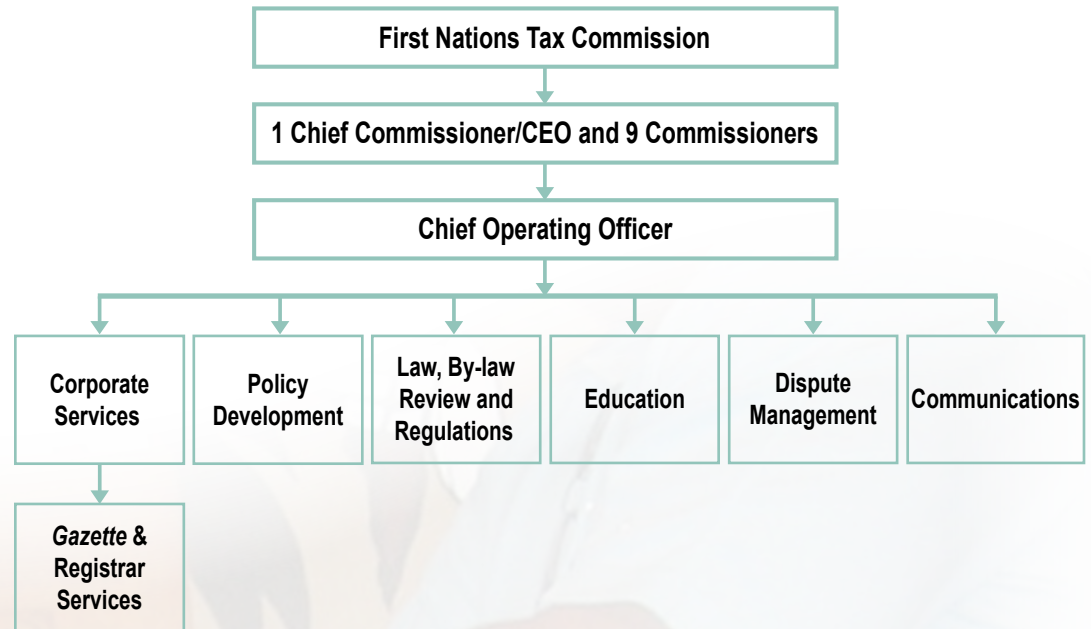 First Nations Tax Commission
1 Chief Commissioner/CEO and 9 Commissioners
Chief Operating Officer
Corporate
Services
Policy
Development
Law, By-law
Review and
Regulations
Education
Dispute
Management
Communications
Gazette &
Registrar
Services